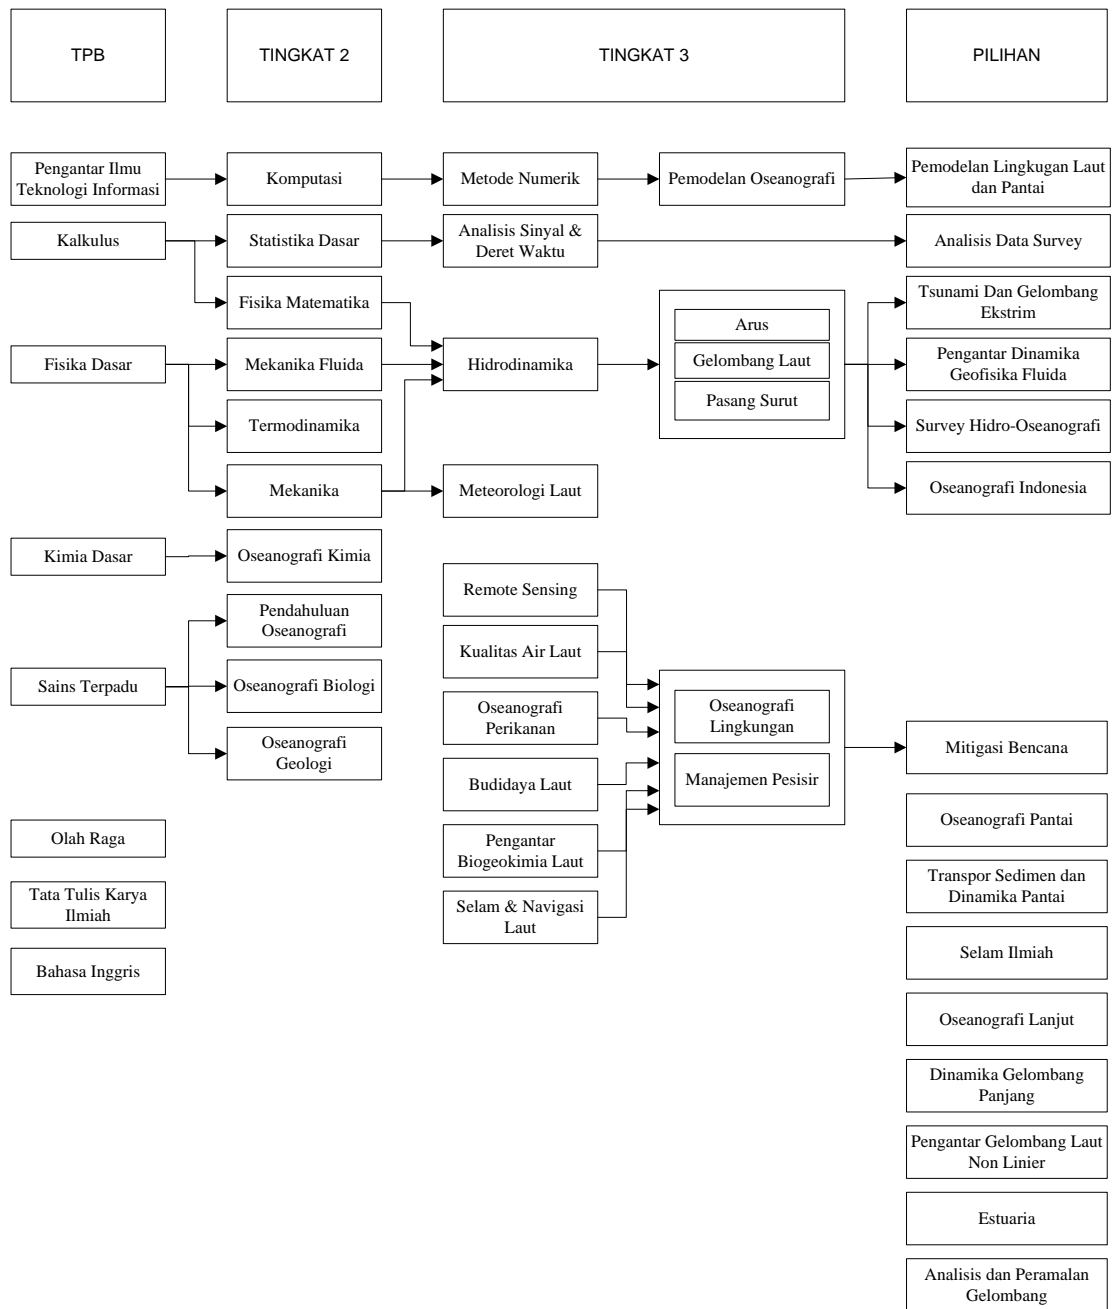 TPB
TINGKAT 2
TINGKAT 3
PILIHAN
Pengantar Ilmu
Teknologi Informasi
Komputasi
Metode Numerik
Pemodelan Oseanografi
Pemodelan Lingkugan Laut
dan Pantai
Kalkulus
Statistika Dasar
Analisis Sinyal &
Deret Waktu
Analisis Data Survey
Fisika Matematika
Tsunami Dan Gelombang
Ekstrim
Arus
Fisika Dasar
Mekanika Fluida
Hidrodinamika
Gelombang Laut
Pengantar Dinamika
Geofisika Fluida
Pasang Surut
Termodinamika
Survey Hidro-Oseanografi
Mekanika
Meteorologi Laut
Oseanografi Indonesia
Kimia Dasar
Oseanografi Kimia
Remote Sensing
Pendahuluan
Oseanografi
Kualitas Air Laut
Sains Terpadu
Oseanografi Biologi
Oseanografi
Perikanan
Oseanografi
Lingkungan
Oseanografi
Geologi
Mitigasi Bencana
Budidaya Laut
Manajemen Pesisir
Olah Raga
Pengantar
Biogeokimia Laut
Oseanografi Pantai
Tata Tulis Karya
Ilmiah
Selam & Navigasi
Laut
Transpor Sedimen dan
Dinamika Pantai
Bahasa Inggris
Selam Ilmiah
Oseanografi Lanjut
Dinamika Gelombang
Panjang
Pengantar Gelombang Laut
Non Linier
Estuaria
Analisis dan Peramalan
Gelombang